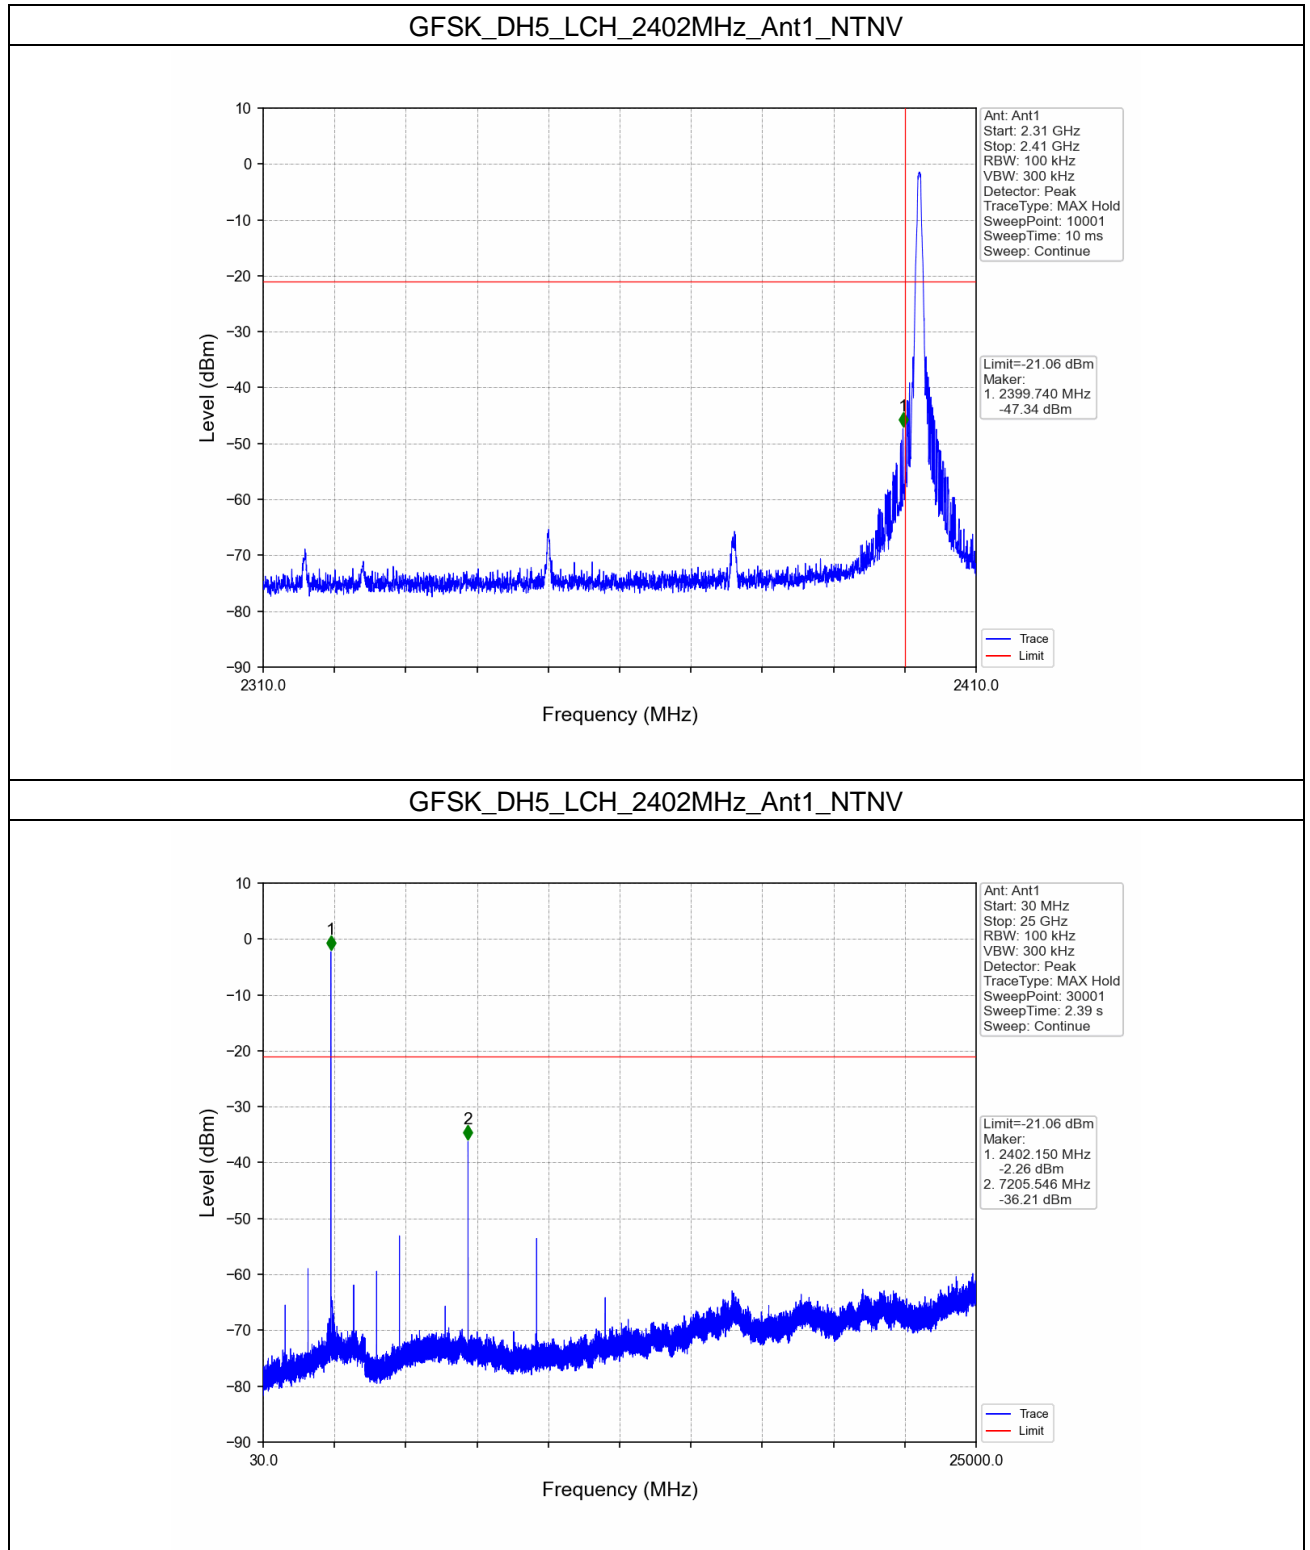 GFSK_DH5_LCH_2402MHz_Ant1_NTNV
10
0
−10
−20
−30
−40
−50
−60
−70
−80
−90
Level (dBm)
2310.0
2410.0
Frequency (MHz)
1
Ant: Ant1
Start: 2.31 GHz
Stop: 2.41 GHz
RBW: 100 kHz
VBW: 300 kHz
Detector: Peak
TraceType: MAX Hold
SweepPoint: 10001
SweepTime: 10 ms
Sweep: Continue
Limit=-21.06 dBm
Maker:
1. 2399.740 MHz
-47.34 dBm
Trace
Limit
GFSK_DH5_LCH_2402MHz_Ant1_NTNV
10
0
−10
−20
−30
−40
−50
−60
−70
−80
−90
Level (dBm)
30.0
25000.0
Frequency (MHz)
1
2
Ant: Ant1
Start: 30 MHz
Stop: 25 GHz
RBW: 100 kHz
VBW: 300 kHz
Detector: Peak
TraceType: MAX Hold
SweepPoint: 30001
SweepTime: 2.39 s
Sweep: Continue
Limit=-21.06 dBm
Maker:
1. 2402.150 MHz
-2.26 dBm
2. 7205.546 MHz
-36.21 dBm
Trace
Limit